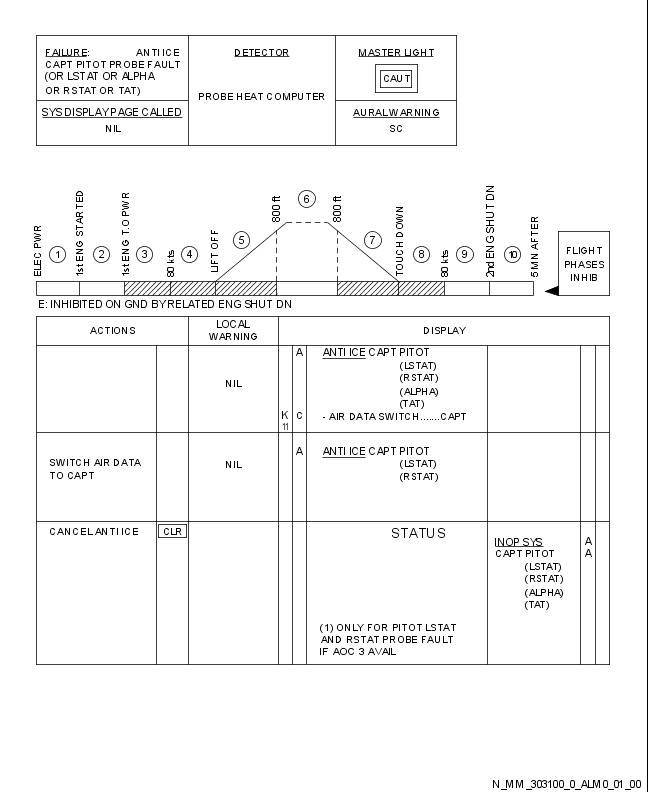 FAILURE: ANTI ICE
CAPT PITOT PROBE FAULT
(OR LSTAT OR ALPHA
OR RSTAT OR TAT)
DETECTOR
PROBE HEAT COMPUTER
MASTER LIGHT
CAUT
SYS DISPLAY PAGE CALLED
NIL
AURAL WARNING
SC
ELEC PWR
1
1st ENG STARTED
2
1st ENG T.O PWR
3
80 kts
4
LIFT OFF
5
800 ft
6
800 ft
7
TOUCH DOWN
8
80 kts
9
2nd ENG SHUT DN
10
5 MN AFTER
FLIGHT
PHASES
INHIB
E: INHIBITED ON GND BY RELATED ENG SHUT DN
ACTIONS
LOCAL
WARNING
DISPLAY
NIL
A ANTI ICE CAPT PITOT
(LSTAT)
(RSTAT)
(ALPHA)
(TAT)
K C - AIR DATA SWITCH.......CAPT
11
SWITCH AIR DATA
TO CAPT
NIL
A ANTI ICE CAPT PITOT
(LSTAT)
(RSTAT)
CANCEL ANTI ICE CLR
STATUS
INOP SYS A
CAPT PITOT A
(LSTAT)
(RSTAT)
(ALPHA)
(TAT)
(1) ONLY FOR PITOT LSTAT
AND RSTAT PROBE FAULT
IF AOC 3 AVAIL
N_MM_303100_0_ALM0_01_00